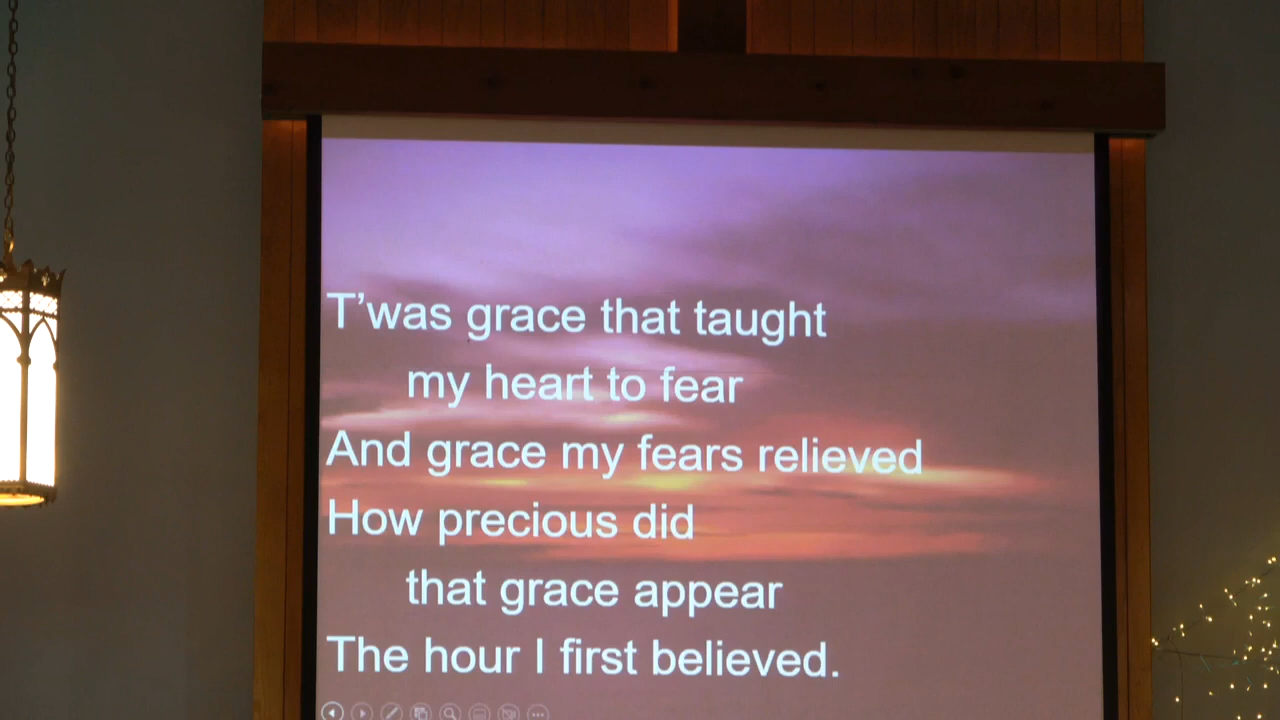 T’was grace that taught
my heart to fear
And grace my fears relieved
How precious did
that grace appear
The hour I first believed.